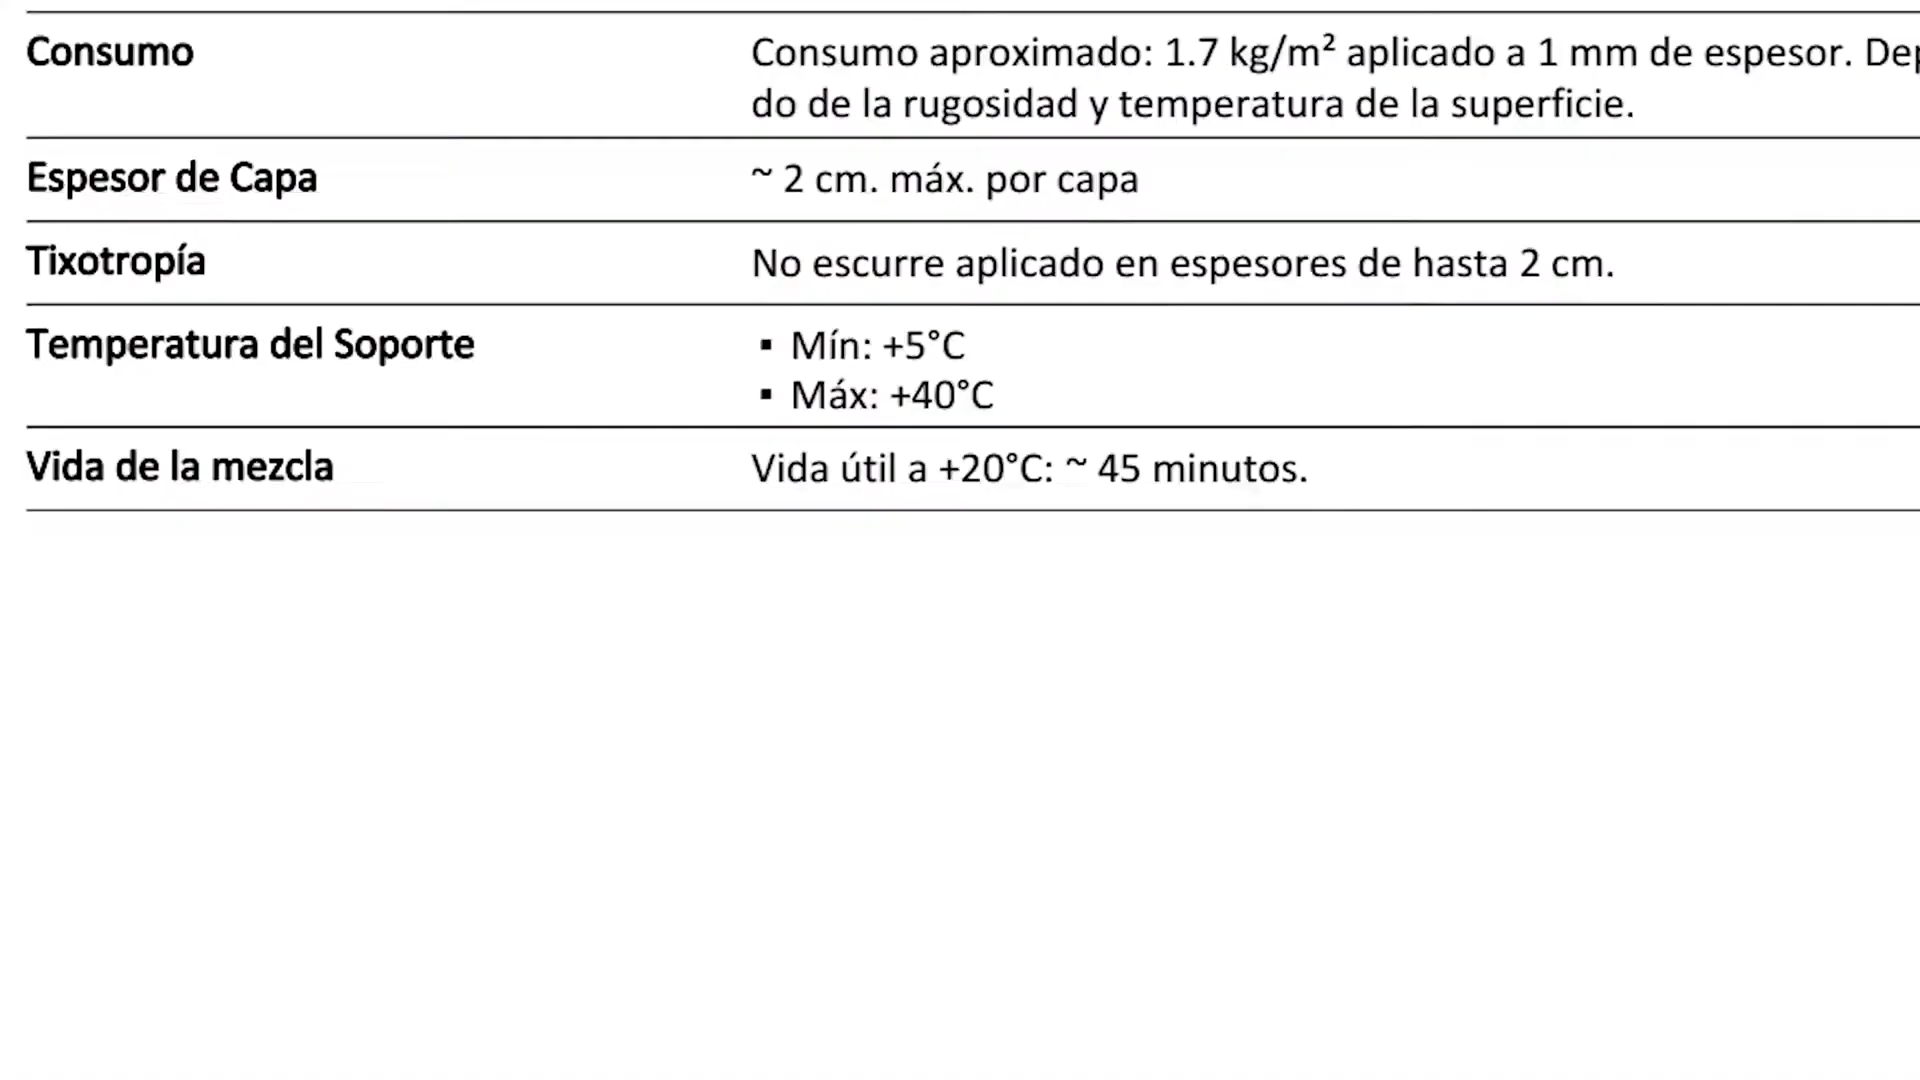 Consumo
Consumo aproximado: 1.7 kg/m² aplicado a 1 mm de espesor.
do de la rugosidad y temperatura de la superficie.
Espesor de Capa
~ 2 cm. máx. por capa
Tixotropía
No escurre aplicado en espesores de hasta 2 cm.
Temperatura del Soporte
▪ Mín: +5°C
▪ Máx: +40°C
Vida de la mezcla
Vida útil a +20°C: ~ 45 minutos.